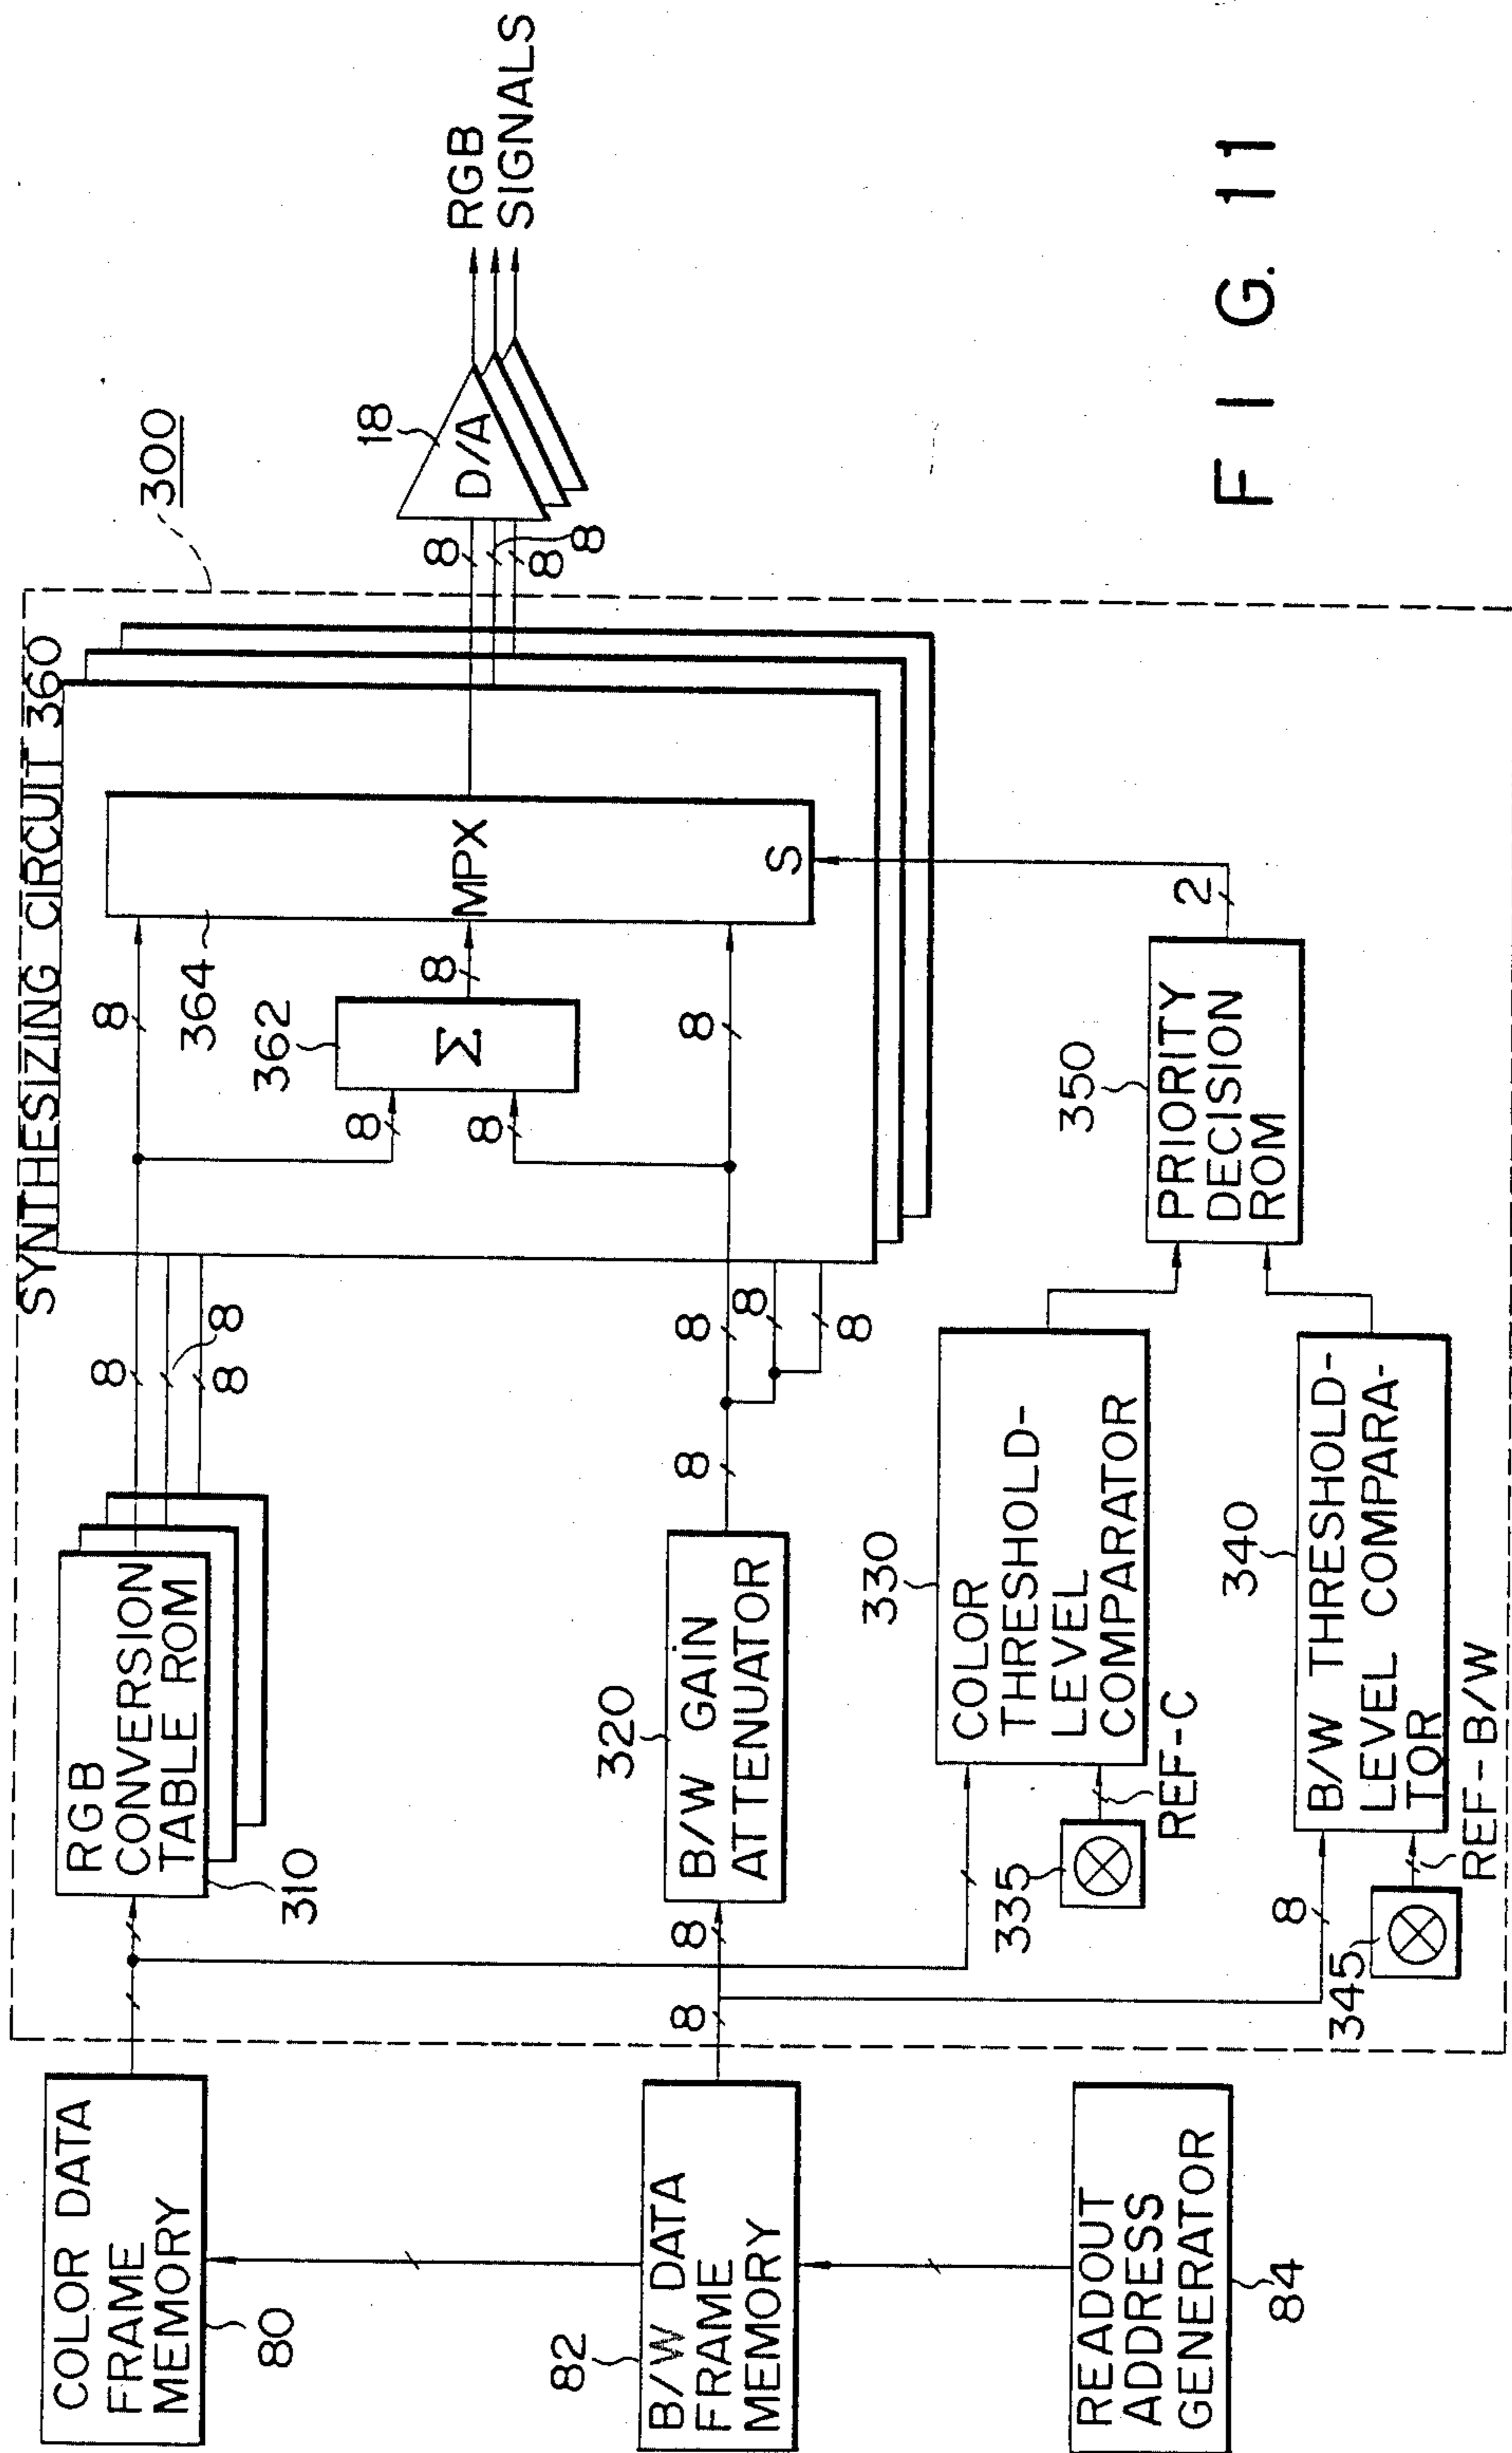 COLOR DATA
FRAME
MEMORY
80
B/W DATA
FRAME
MEMORY
82
READOUT
ADDRESS
GENERATOR
84
8
8
8
RGB
CONVERSION
TABLE ROM
310
8
8
8
B/W GAIN
ATTENUATOR
320
8
8
8
8
COLOR
THRESHOLD-
LEVEL
COMPARATOR
330
335
REF-C
B/W THRESHOLD-
LEVEL COMPARA-
TOR
340
345
REF-B/W
PRIORITY
DECISION
ROM
350
2
SYNTHESIZING CIRCUIT 360
8
8
8
8
8
Σ
362
MPX
S
364
300
8
8
8
D/A
18
RGB
SIGNALS
FIG. 11